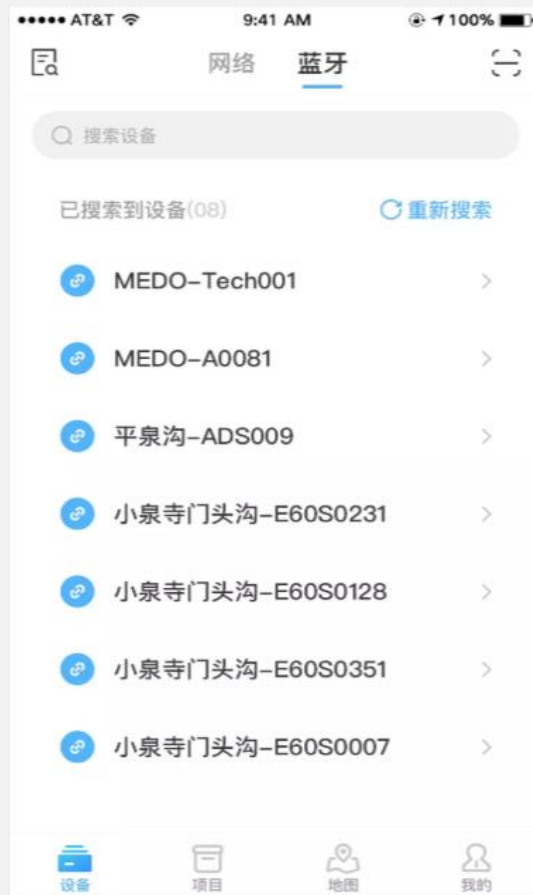 AT&T 9:41 AM 100%
网络 蓝牙
搜索设备
已搜索到设备(08) 重新搜索
MEDO-Tech001
MEDO-A0081
平泉沟-ADS009
小泉寺门头沟-E60S0231
小泉寺门头沟-E60S0128
小泉寺门头沟-E60S0351
小泉寺门头沟-E60S0007
设备 项目 地图 我的